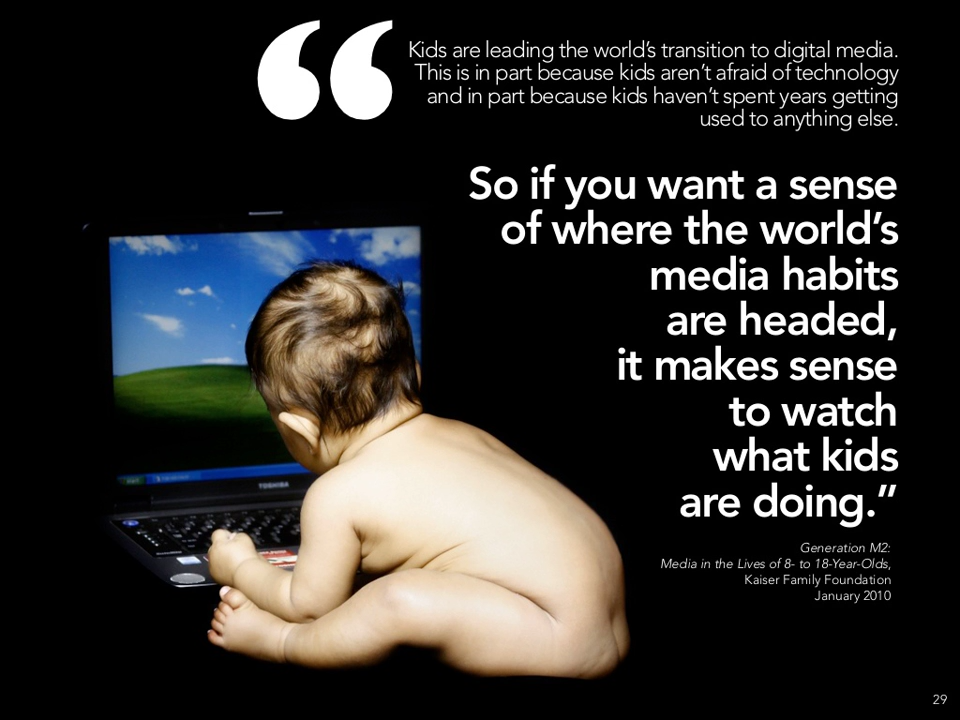 Kids are leading the world's transition to digital media.
This is in part because kids aren't afraid of technology
and in part because kids haven't spent years getting
used to anything else.
So if you want a sense
of where the world's
media habits
are headed,
it makes sense
to watch
what kids
are doing.”
Generation M2:
Media in the Lives of 8- to 18-Year-Olds,
Kaiser Family Foundation
January 2010
TOSHIBA
29